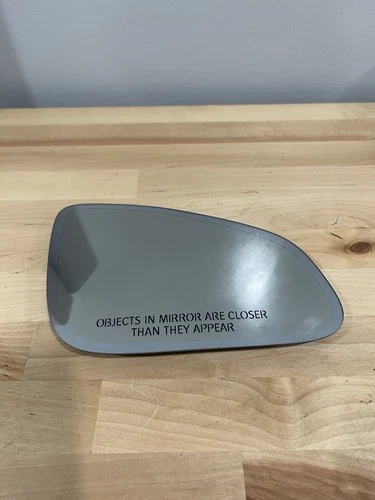 OBJECTS IN MIRROR ARE CLOSER
THAN THEY APPEAR